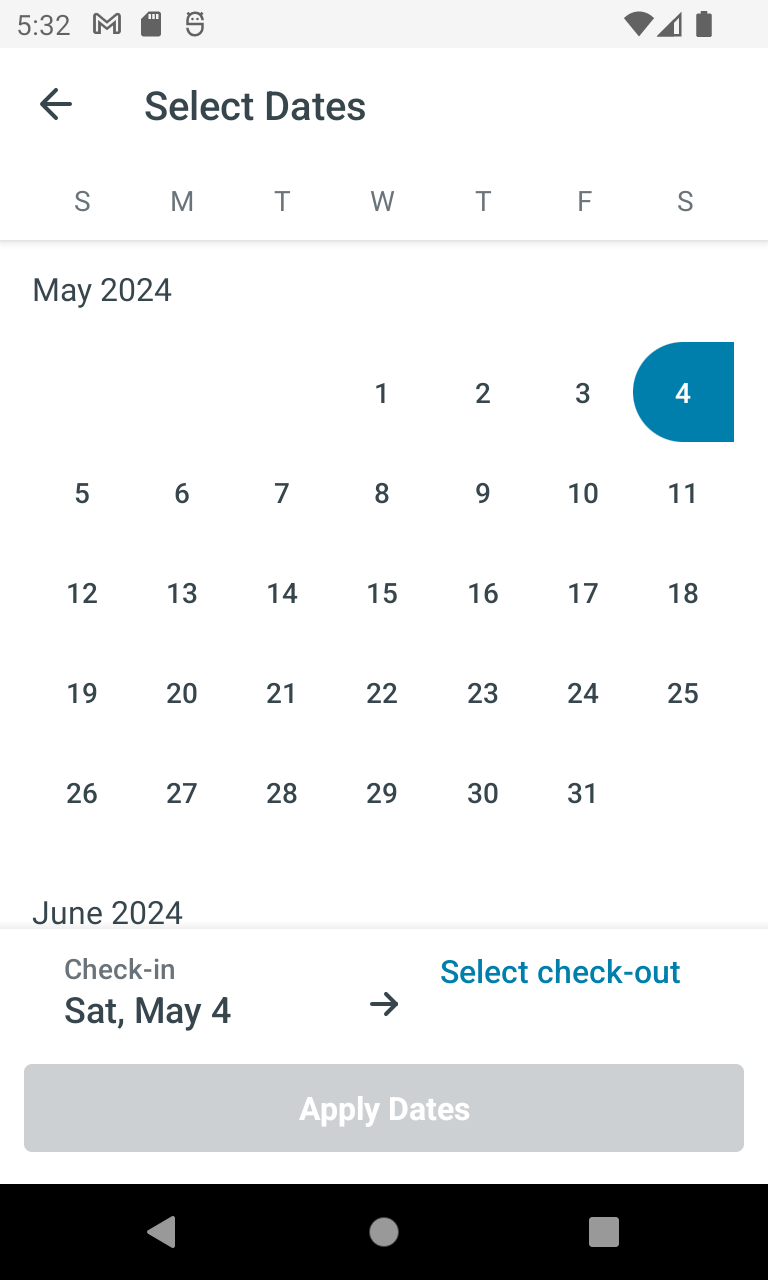 5:32
Select Dates
S M T W T F S
May 2024
1 2 3 4
5 6 7 8 9 10 11
12 13 14 15 16 17 18
19 20 21 22 23 24 25
26 27 28 29 30 31
June 2024
Check-in
Select check-out
Sat, May 4
Apply Dates